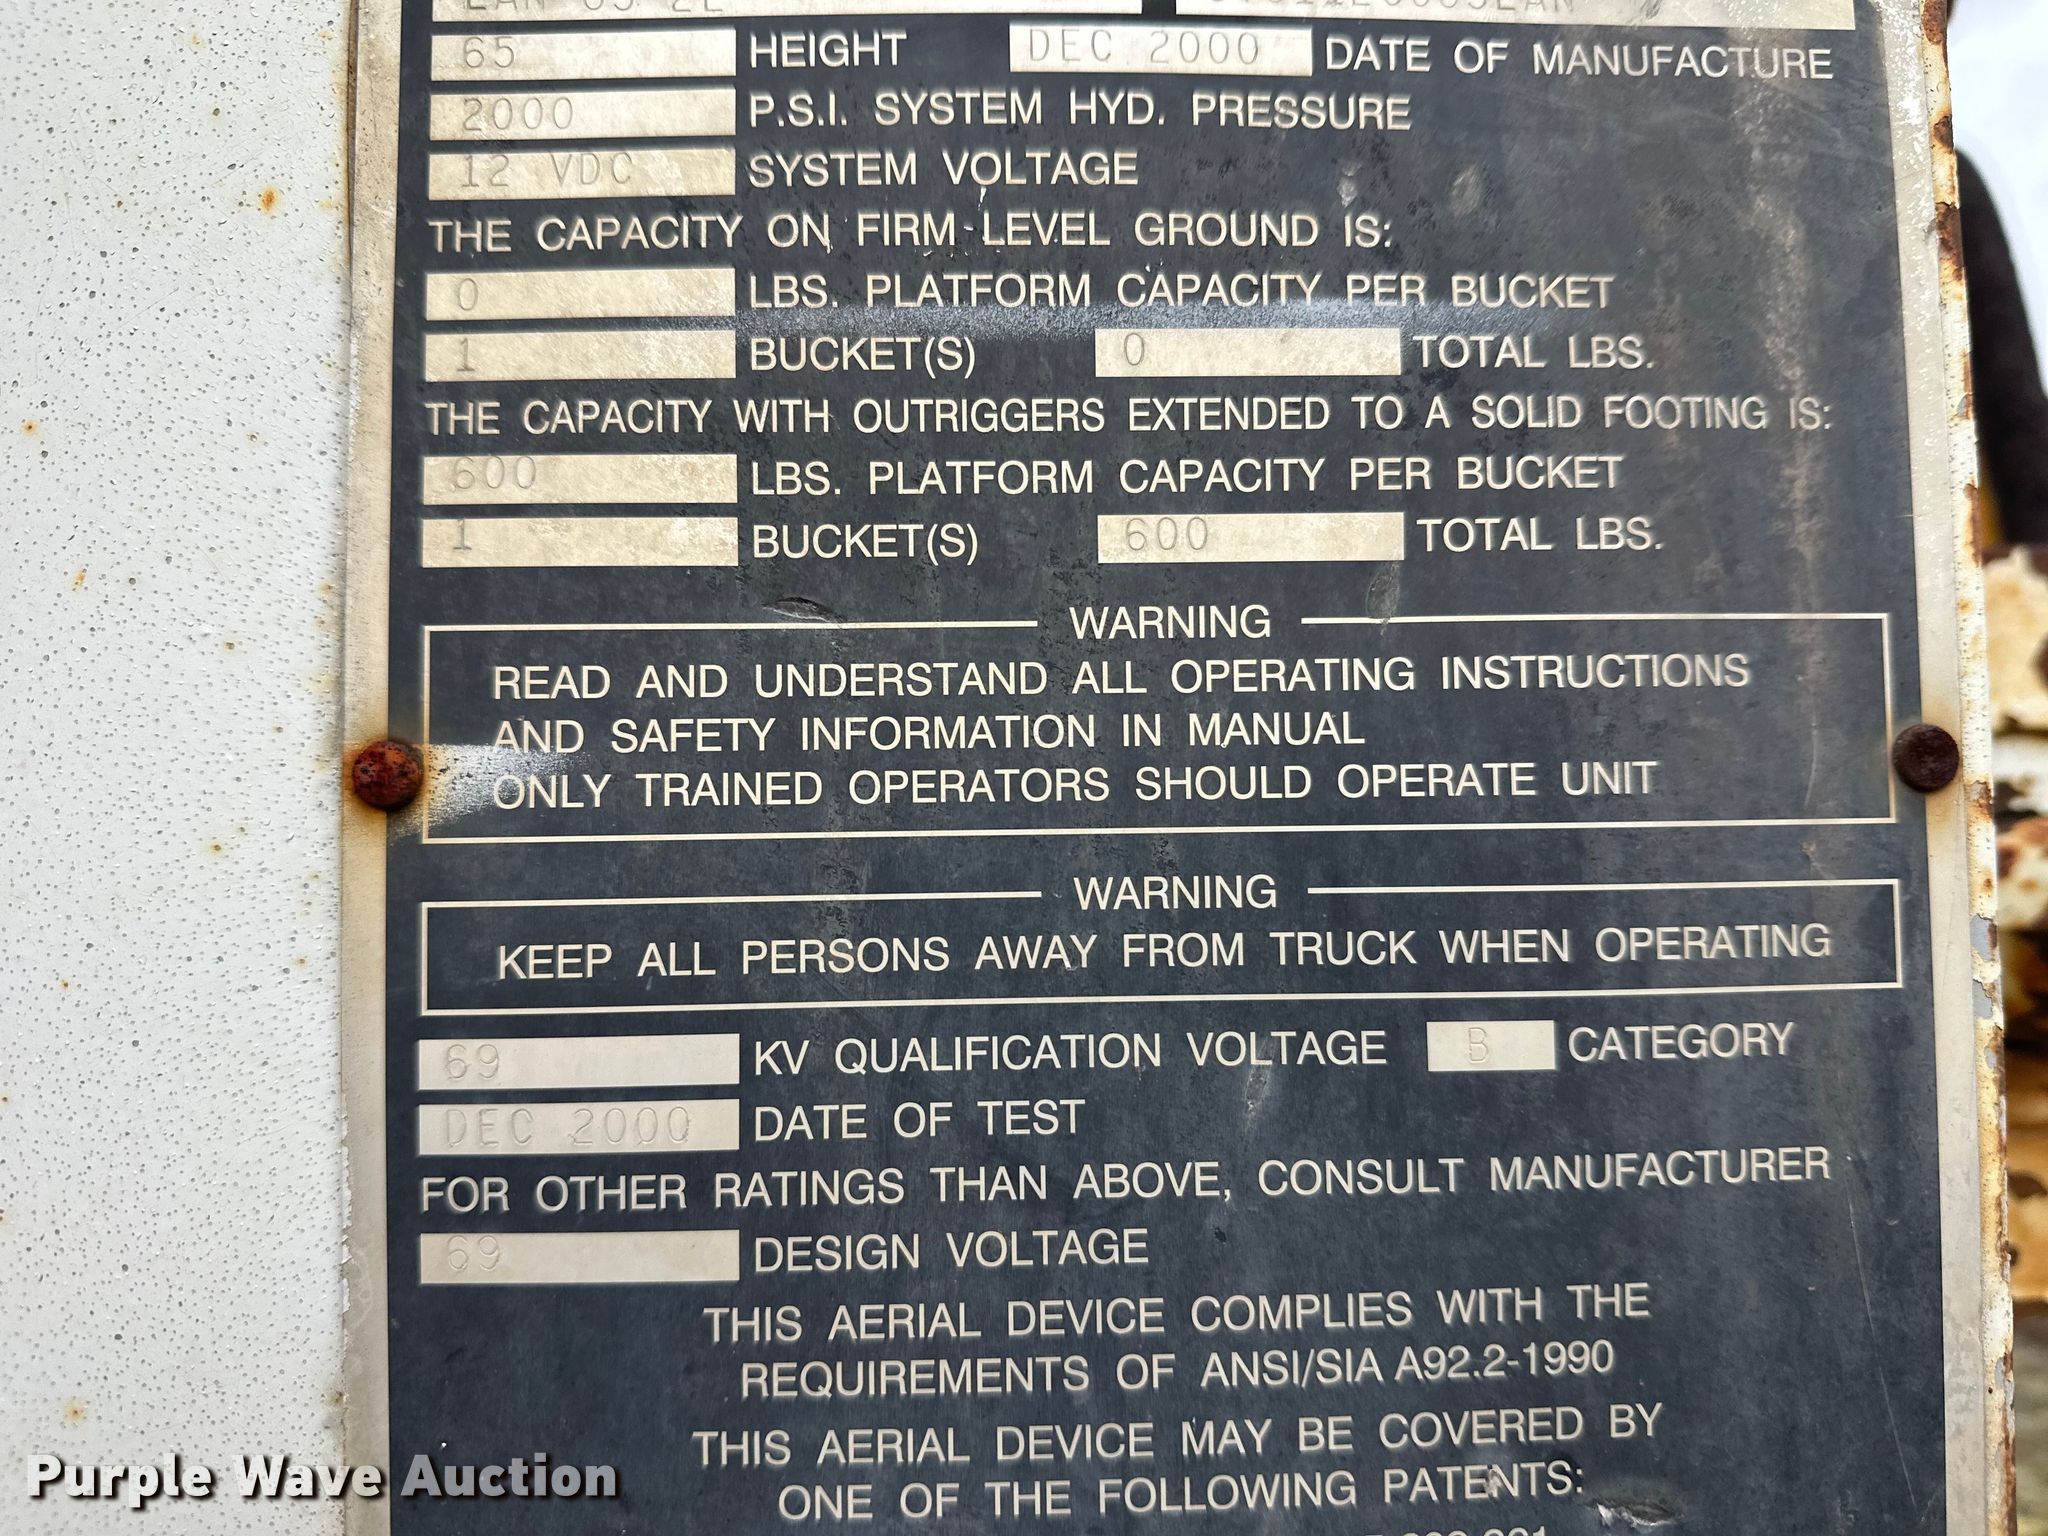 65 HEIGHT DEC 2000 DATE OF MANUFACTURE
2000 P.S.I. SYSTEM HYD. PRESSURE
12 VDC SYSTEM VOLTAGE
THE CAPACITY ON FIRM LEVEL GROUND IS:
0 LBS. PLATFORM CAPACITY PER BUCKET
1 BUCKET(S) 0 TOTAL LBS.
THE CAPACITY WITH OUTRIGGERS EXTENDED TO A SOLID FOOTING IS:
600 LBS. PLATFORM CAPACITY PER BUCKET
1 BUCKET(S) 600 TOTAL LBS.
WARNING
READ AND UNDERSTAND ALL OPERATING INSTRUCTIONS
AND SAFETY INFORMATION IN MANUAL
ONLY TRAINED OPERATORS SHOULD OPERATE UNIT
WARNING
KEEP ALL PERSONS AWAY FROM TRUCK WHEN OPERATING
69 KV QUALIFICATION VOLTAGE B CATEGORY
DEC 2000 DATE OF TEST
FOR OTHER RATINGS THAN ABOVE, CONSULT MANUFACTURER
69 DESIGN VOLTAGE
THIS AERIAL DEVICE COMPLIES WITH THE
REQUIREMENTS OF ANSI/SIA A92.2-1990
THIS AERIAL DEVICE MAY BE COVERED BY
ONE OF THE FOLLOWING PATENTS:
Purple Wave Auction